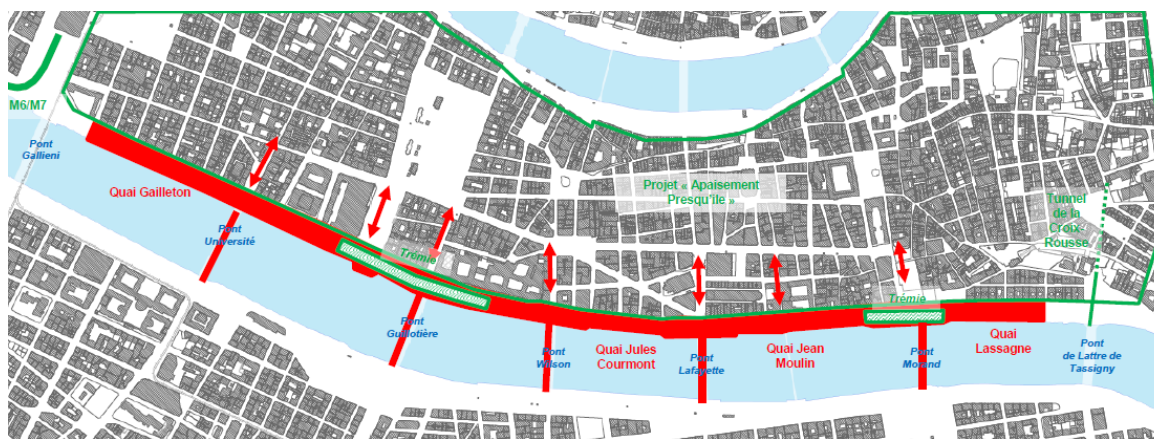 M6/M7
Pont
Gallieni
Quai Gailleton
Pont
Université
Trémie
Pont
Guillotière
Pont
Wilson
Quai Jules
Courmont
Projet « Apaisement
Presqu'ile »
Pont
Lafayette
Quai Jean
Moulin
Trémie
Pont
Morand
Quai
Lassagne
Tunnel
de la
Croix-
Rousse
Pont
de Lattre de
Tassigny